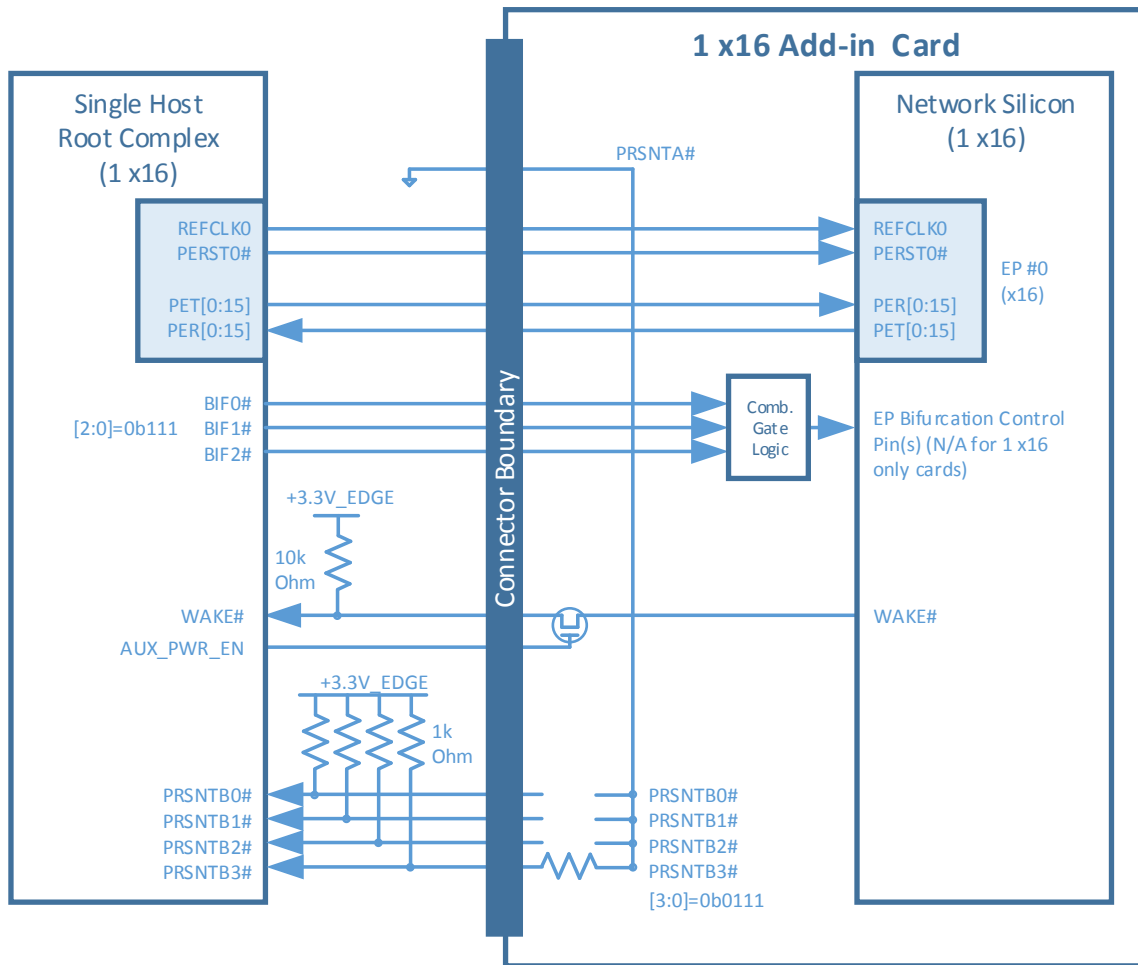 1 x16 Add-in Card
Single Host
Root Complex
(1 x16)
Network Silicon
(1 x16)
PRSNTA#
REFCLK0
PERST0#
PET[0:15]
PER[0:15]
REFCLK0
PERST0#
PER[0:15]
PET[0:15]
EP #0
(x16)
Connector Boundary
BIF0#
[2:0]=0b111 BIF1#
BIF2#
Comb.
Gate
Logic
EP Bifurcation Control
Pin(s) (N/A for 1 x16
only cards)
+3.3V_EDGE
10k
Ohm
WAKE#
AUX_PWR_EN
WAKE#
+3.3V_EDGE
1k
Ohm
PRSNTB0#
PRSNTB1#
PRSNTB2#
PRSNTB3#
PRSNTB0#
PRSNTB1#
PRSNTB2#
PRSNTB3#
[3:0]=0b0111